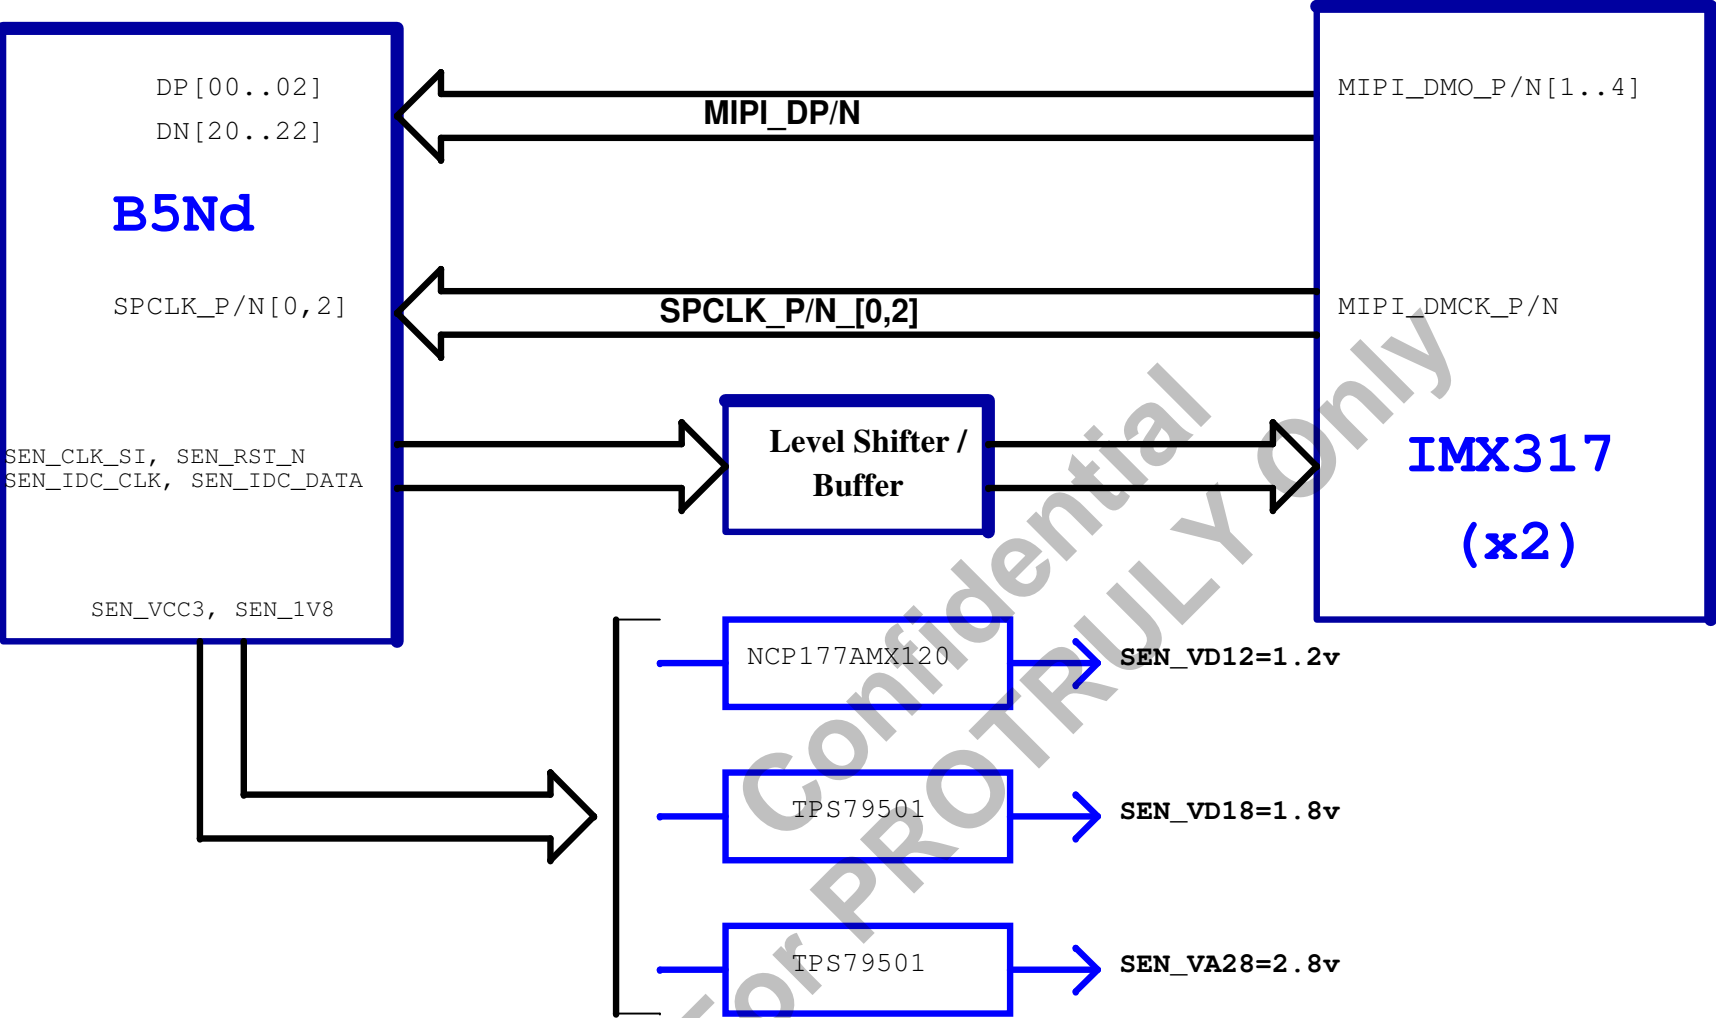 DP[00..02]
DN[20..22]
B5Nd
SPCLK_P/N[0,2]
SEN_CLK_SI, SEN_RST_N
SEN_IDC_CLK, SEN_IDC_DATA
SEN_VCC3, SEN_1V8
MIPI_DP/N
SPCLK_P/N_[0,2]
Level Shifter /
Buffer
MIPI_DMO_P/N[1..4]
MIPI_DMCK_P/N
IMX317
(x2)
NCP177AMX120
SEN_VD12=1.2v
TPS79501
SEN_VD18=1.8v
TPS79501
SEN_VA28=2.8v
Confidential
For PROTRULY Only